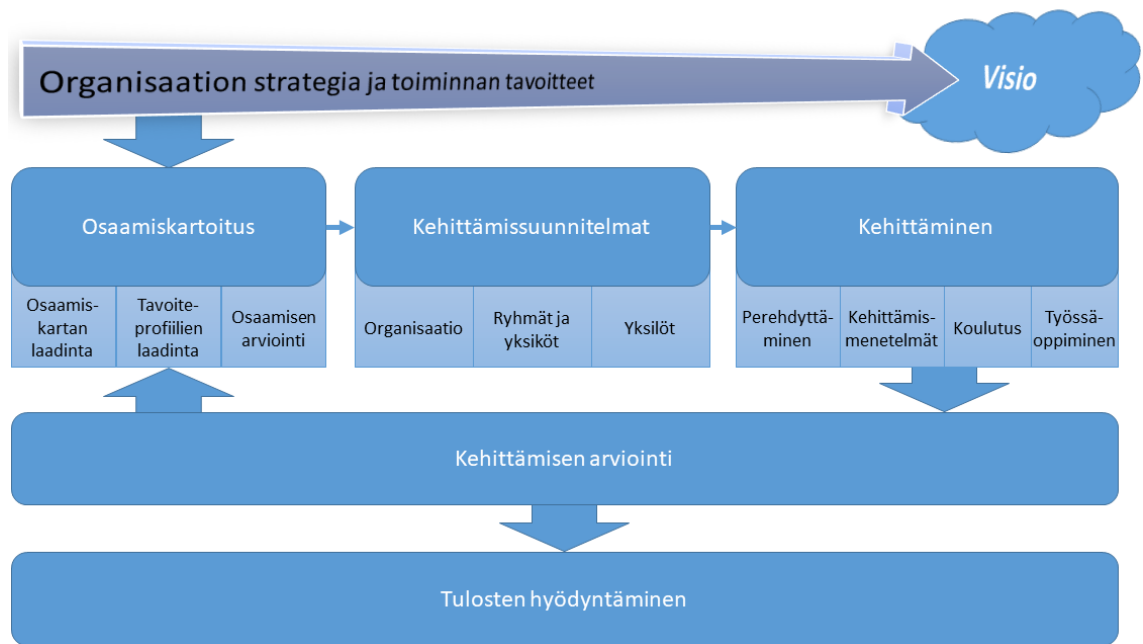 Organisaation strategia ja toiminnan tavoitteet
Visio
Osaamiskartoitus
Kehittämissuunnitelmat
Kehittäminen
Osaamis-
kartan
laadinta
Tavoite-
profiilien
laadinta
Osaamisen
arviointi
Organisaatio
Ryhmät ja
yksiköt
Yksilöt
Perehdyttä-
minen
Kehittämis-
menetelmät
Koulutus
Työssä-
oppiminen
Kehittämisen arviointi
Tulosten hyödyntäminen